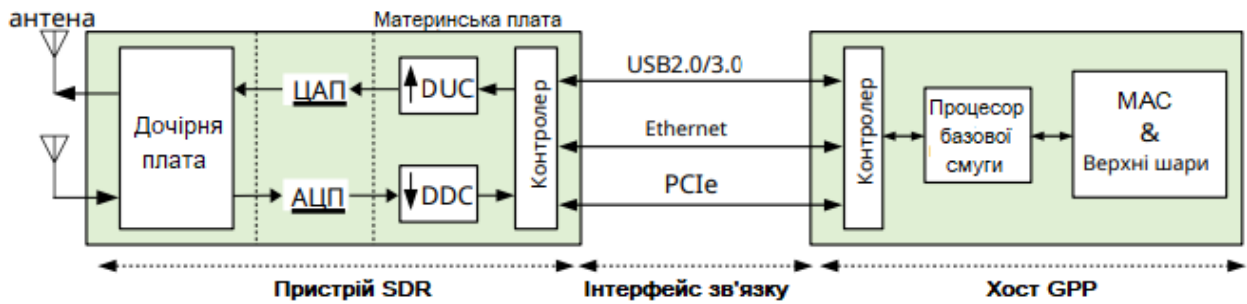 антена
Материнська плата
Дочірня
плата
ЦАП
DUC
АЦП
DDC
Контролер
USB2.0/3.0
Ethernet
PCIe
Контролер
Процесор
базової
смуги
MAC
&
Верхні шари
Пристрій SDR
Інтерфейс зв'язку
Хост GPP